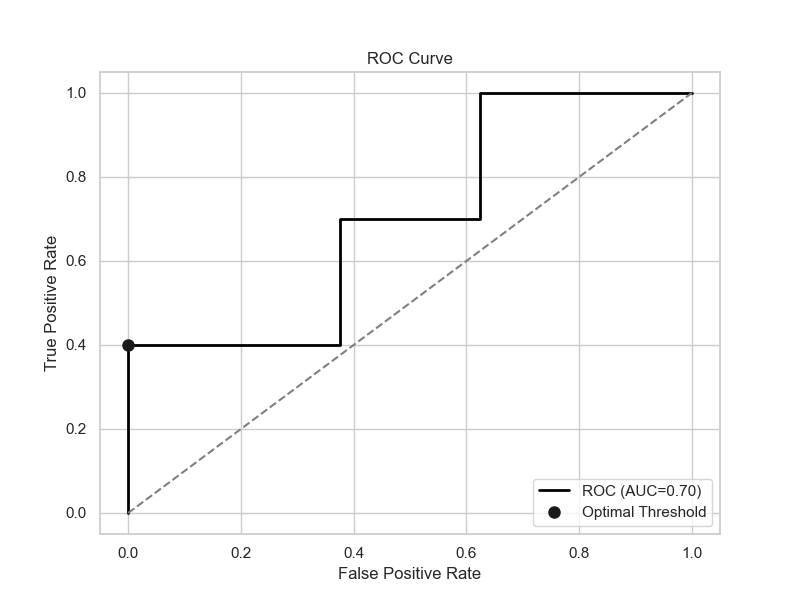 ROC Curve
True Positive Rate
1.0
0.8
0.6
0.4
0.2
0.0
0.0 0.2 0.4 0.6 0.8 1.0
False Positive Rate
ROC (AUC=0.70)
Optimal Threshold